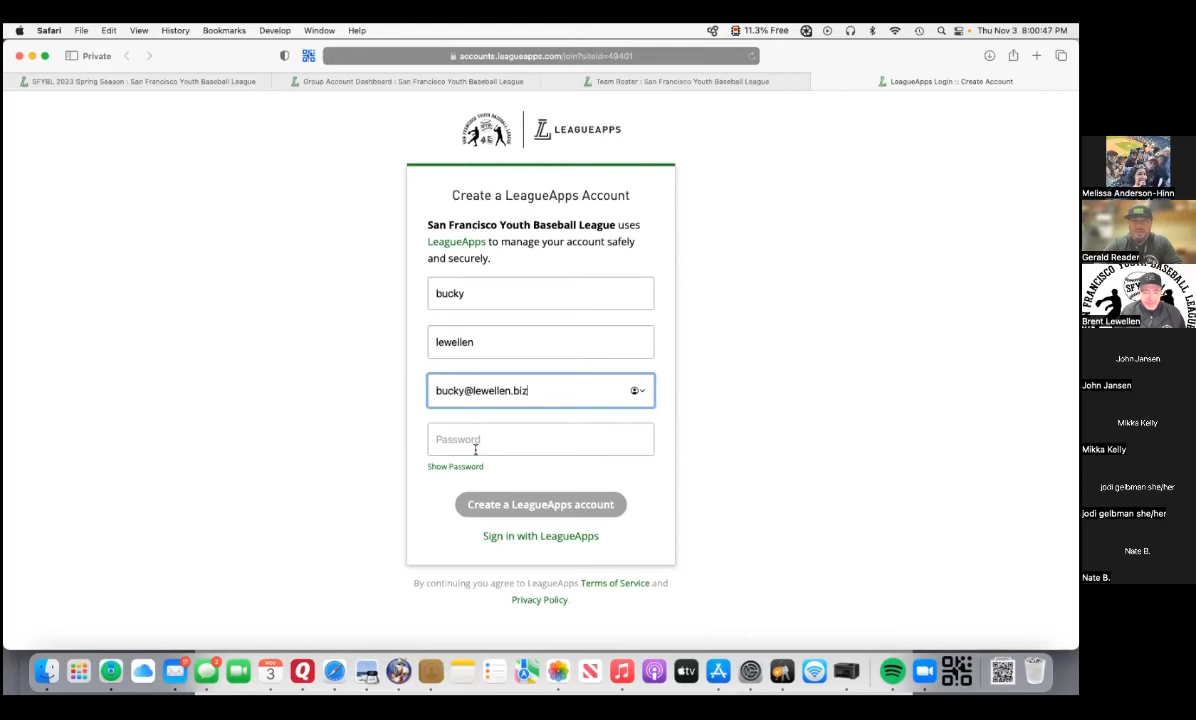 Safari File Edit View History Bookmarks Develop Window Help 11.3% Free Thu Nov 3 8:00:47 PM
Private accounts.leagueapps.com/join?siteId=49401
SFYBL 2023 Spring Season : San Francisco Youth Baseball League Group Account Dashboard : San Francisco Youth Baseball League Team Roster : San Francisco Youth Baseball League LeagueApps Login :: Create Account
LEAGUEAPPS
Create a LeagueApps Account
San Francisco Youth Baseball League uses
LeagueApps to manage your account safely
and securely.
bucky
lewellen
bucky@lewellen.biz
Password
Show Password
Create a LeagueApps account
Sign in with LeagueApps
By continuing you agree to LeagueApps Terms of Service and
Privacy Policy
Melissa Anderson-Hinn
Gerald Reader
Brent Lewellen
John Jansen
John Jansen
Mikka Kelly
Mikka Kelly
jodi gelbman she/her
jodi gelbman she/her
Nate B.
Nate B.
NOV
3
tv